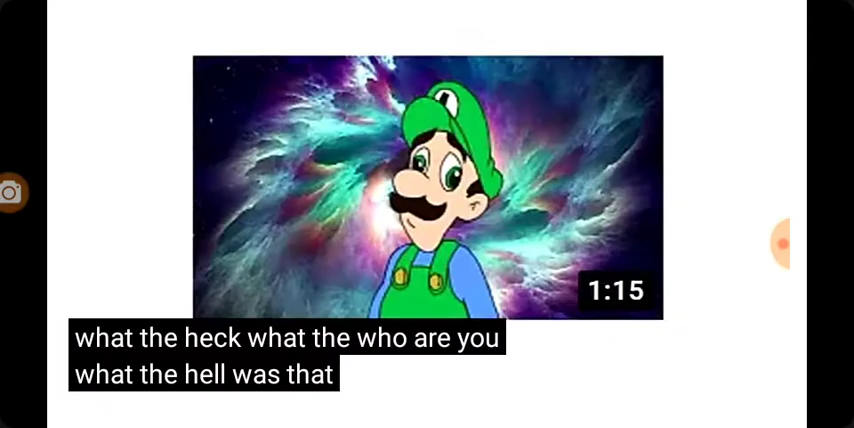 1:15
what the heck what the who are you
what the hell was that